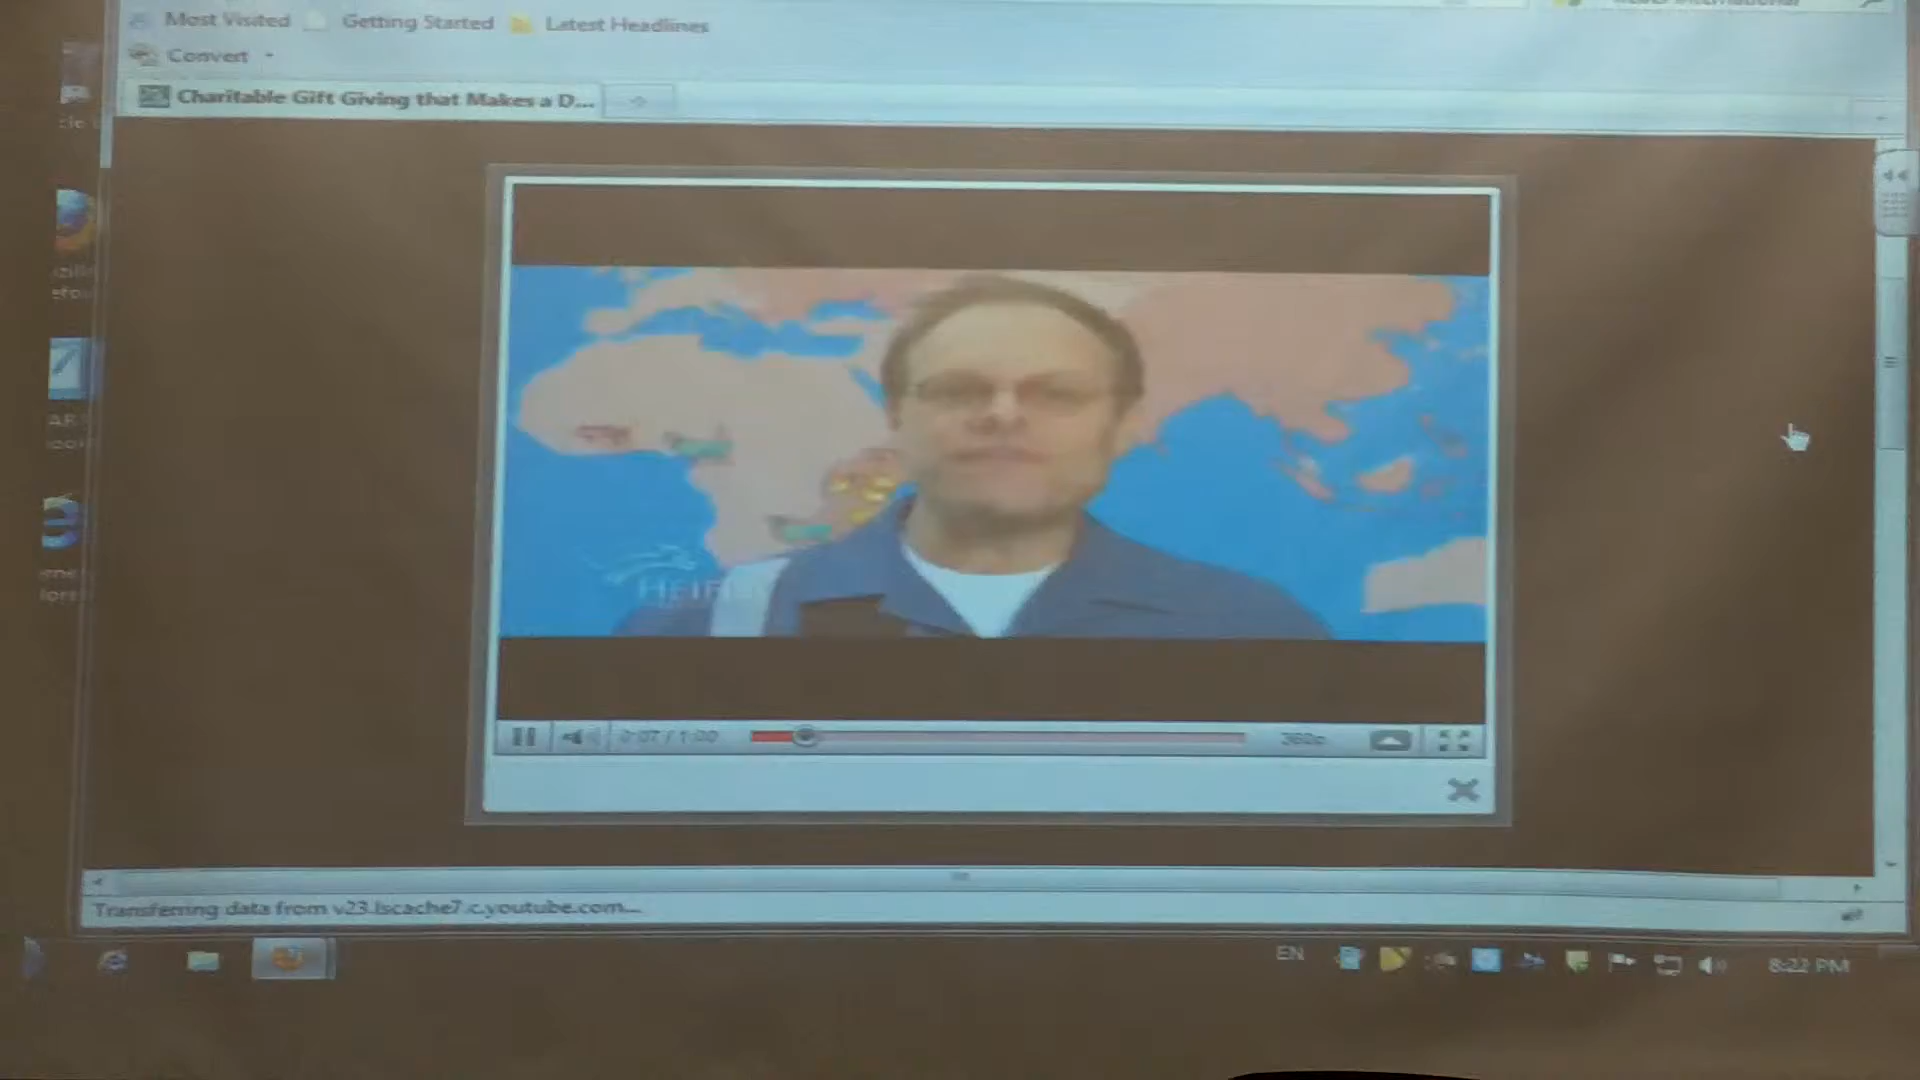 Most Visited Getting Started Latest Headlines
Convert
Charitable Gift Giving that Makes a D...
HEIFER
0:07 / 1:00 360p
Transferring data from v23.lscache7.c.youtube.com...
EN 8:22 PM